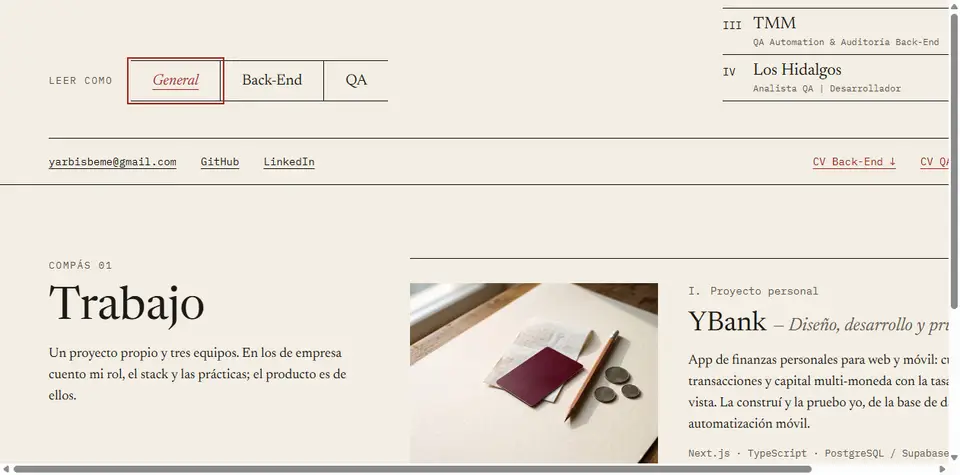 III TMM
QA Automation & Auditoría Back-End
IV Los Hidalgos
Analista QA | Desarrollador
LEER COMO General Back-End QA
yarbisbeme@gmail.com GitHub LinkedIn CV Back-End ↓ CV QA
COMPÁS 01
Trabajo
Un proyecto propio y tres equipos. En los de empresa
cuento mi rol, el stack y las prácticas; el producto es de
ellos.
I. Proyecto personal
YBank — Diseño, desarrollo y
App de finanzas personales para web y móvil:
transacciones y capital multi-moneda con la
vista. La construí y la pruebo yo, de la base de
automatización móvil.
Next.js · TypeScript · PostgreSQL / Supabase